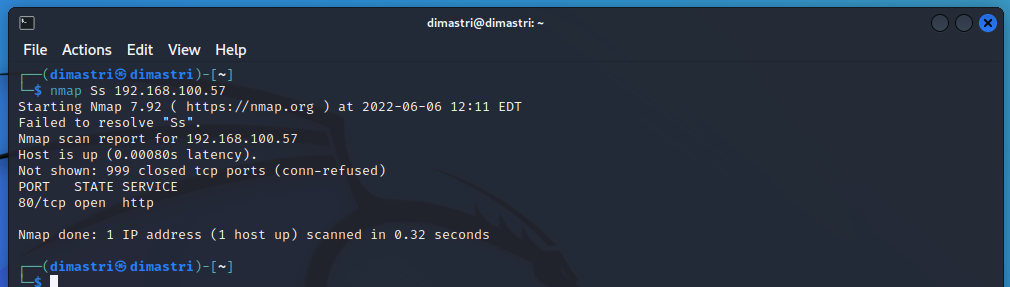 dimastri@dimastri: ~
File Actions Edit View Help
┌──(dimastri㉿dimastri)-[~]
└─$ nmap Ss 192.168.100.57
Starting Nmap 7.92 ( https://nmap.org ) at 2022-06-06 12:11 EDT
Failed to resolve "Ss".
Nmap scan report for 192.168.100.57
Host is up (0.00080s latency).
Not shown: 999 closed tcp ports (conn-refused)
PORT   STATE SERVICE
80/tcp open  http
Nmap done: 1 IP address (1 host up) scanned in 0.32 seconds
┌──(dimastri㉿dimastri)-[~]
└─$